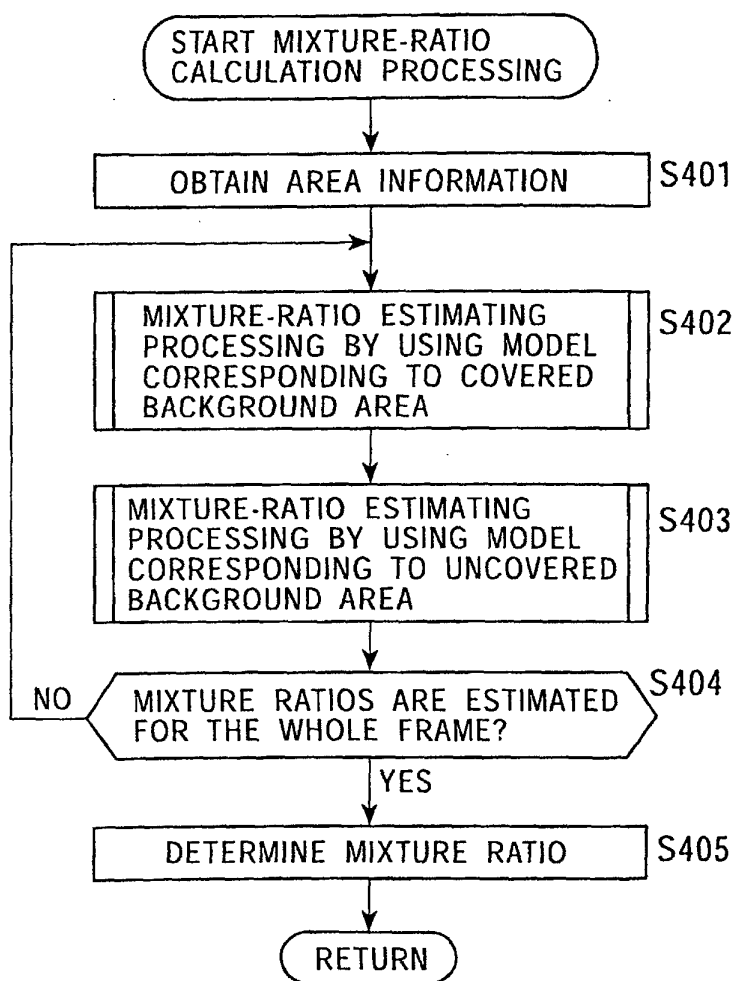 START MIXTURE-RATIO
CALCULATION PROCESSING
OBTAIN AREA INFORMATION
S401
MIXTURE-RATIO ESTIMATING
PROCESSING BY USING MODEL
CORRESPONDING TO COVERED
BACKGROUND AREA
S402
MIXTURE-RATIO ESTIMATING
PROCESSING BY USING MODEL
CORRESPONDING TO UNCOVERED
BACKGROUND AREA
S403
NO
MIXTURE RATIOS ARE ESTIMATED
FOR THE WHOLE FRAME?
S404
YES
DETERMINE MIXTURE RATIO
S405
RETURN